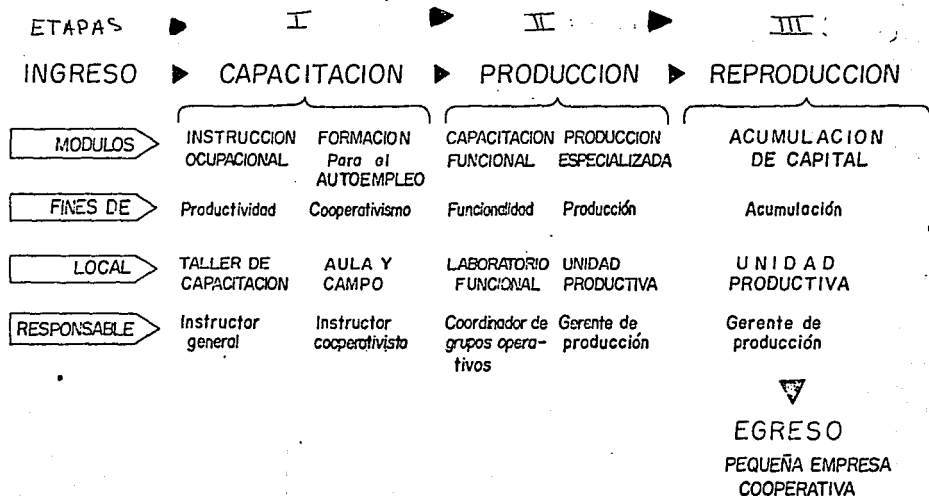 ETAPAS ▶ I ▶ II ▶ III
INGRESO ▶ CAPACITACION ▶ PRODUCCION ▶ REPRODUCCION
MODULOS
INSTRUCCION OCUPACIONAL
FORMACION Para al AUTOEMPLEO
CAPACITACION FUNCIONAL
PRODUCCION ESPECIALIZADA
ACUMULACION DE CAPITAL
FINES DE
Productividad
Cooperativismo
Funcionalidad
Producción
Acumulación
LOCAL
TALLER DE CAPACITACION
AULA Y CAMPO
LABORATORIO FUNCIONAL
UNIDAD PRODUCTIVA
UNIDAD PRODUCTIVA
RESPONSABLE
Instructor general
Instructor cooperativista
Coordinador de grupos opera-tivos
Gerente de producción
Gerente de producción
EGRESO
PEQUEÑA EMPRESA
COOPERATIVA